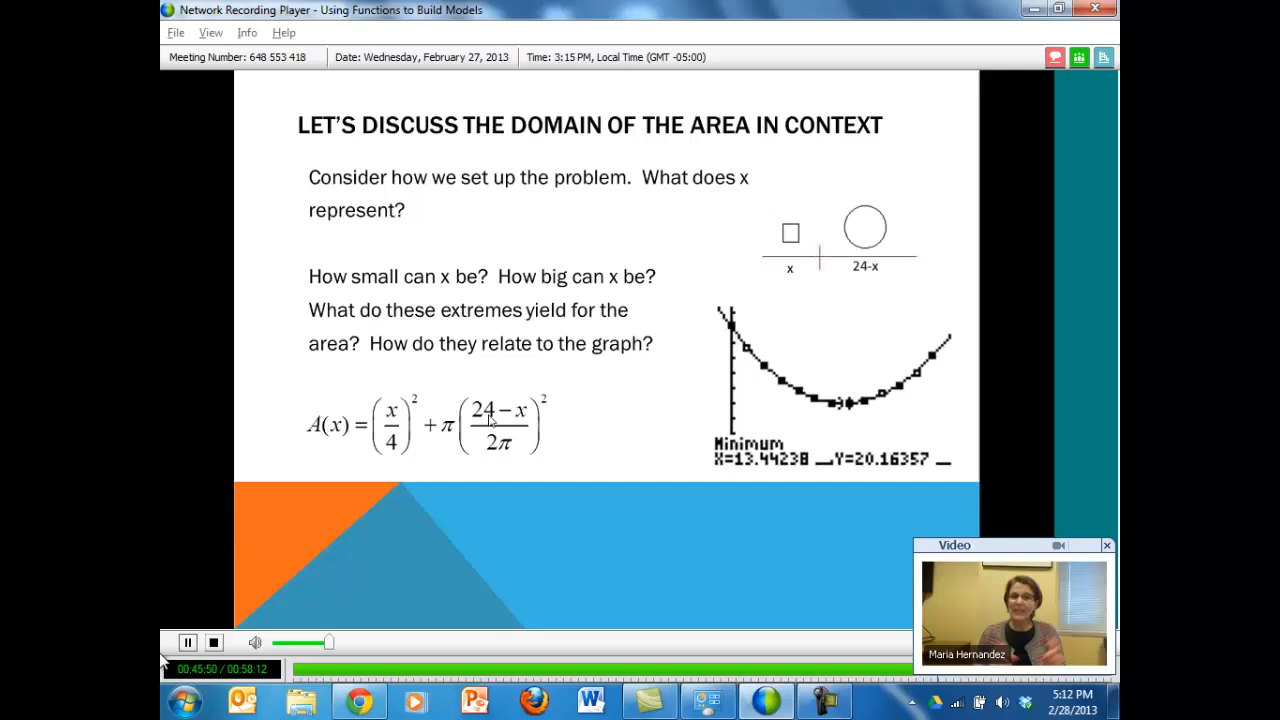 Network Recording Player - Using Functions to Build Models
File View Info Help
Meeting Number: 648 553 418 Date: Wednesday, February 27, 2013 Time: 3:15 PM, Local Time (GMT -05:00)
LET'S DISCUSS THE DOMAIN OF THE AREA IN CONTEXT
Consider how we set up the problem. What does x
represent?
x 24-x
How small can x be? How big can x be?
What do these extremes yield for the
area? How do they relate to the graph?
A(x) = (x/4)² + π((24 − x)/2π)²
Minimum
X=13.44238 Y=20.16357
Video
Maria Hernandez
00:45:50 / 00:58:12
5:12 PM
2/28/2013